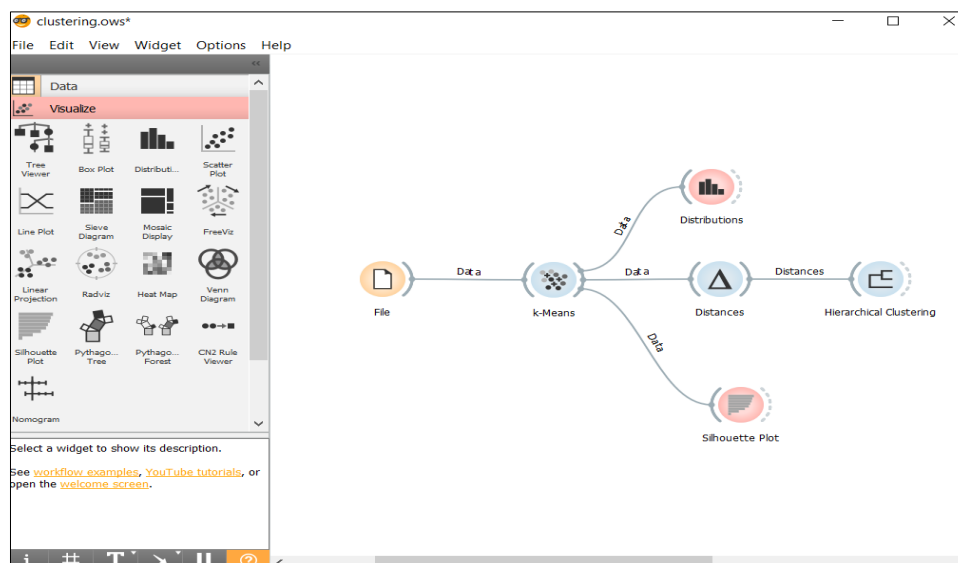 clustering.ows*
File Edit View Widget Options Help
Data
Visualize
Tree Viewer
Box Plot
Distributi...
Scatter Plot
Line Plot
Sieve Diagram
Mosaic Display
FreeViz
Linear Projection
Radviz
Heat Map
Venn Diagram
Silhouette Plot
Pythago... Tree
Pythago... Forest
CN2 Rule Viewer
Nomogram
Select a widget to show its description.
See workflow examples, YouTube tutorials, or
open the welcome screen.
File
Data
k-Means
Data
Distributions
Data
Distances
Distances
Hierarchical Clustering
Data
Silhouette Plot